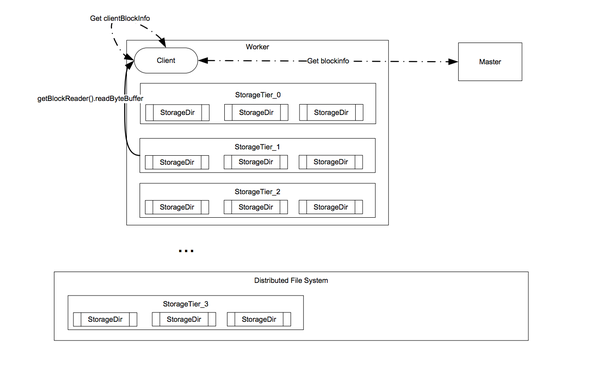 Get clientBlockInfo
Worker
Client
Get blockinfo
Master
StorageTier_0
getBlockReader().readByteBuffer
StorageDir StorageDir StorageDir
StorageTier_1
StorageDir StorageDir StorageDir
StorageTier_2
StorageDir StorageDir StorageDir
...
Distributed File System
StorageTier_3
StorageDir StorageDir StorageDir